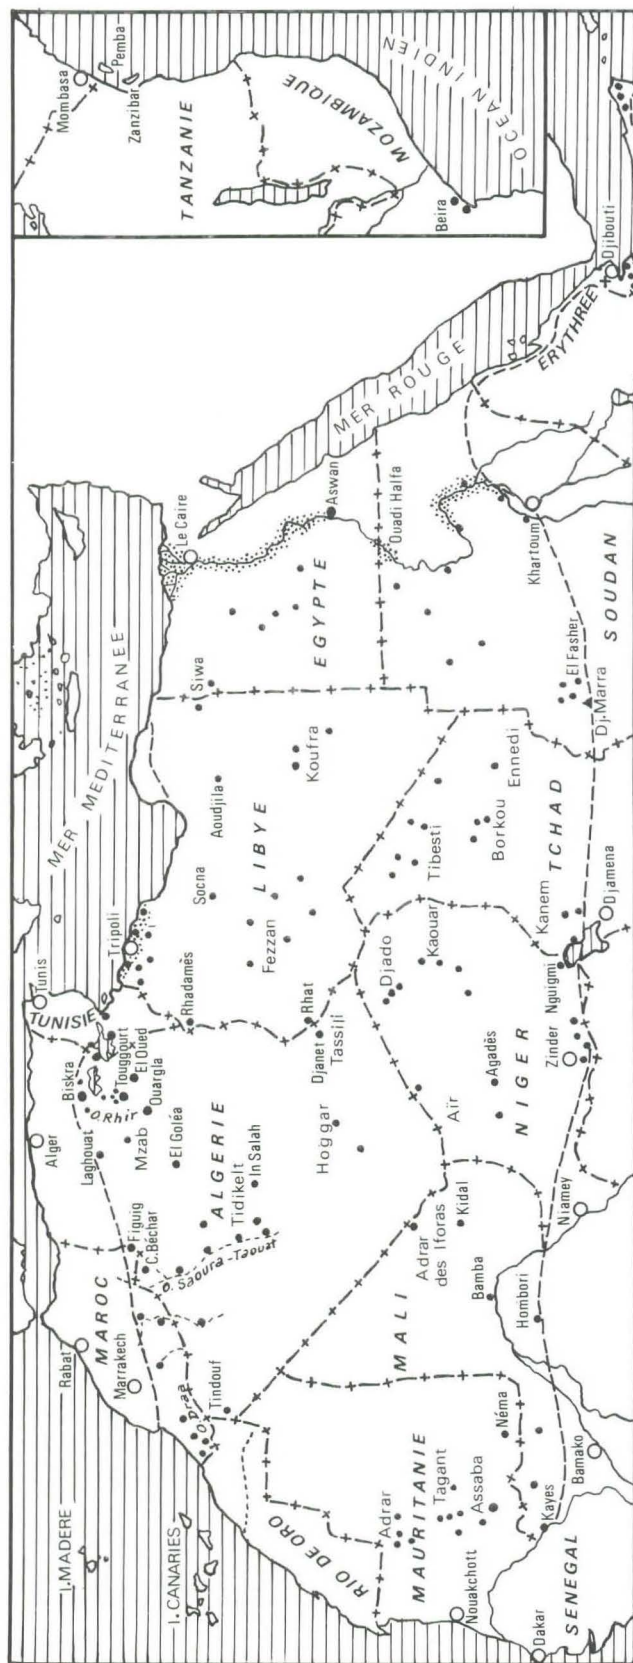 I. MADERE
I. CANARIES
Rabat
Marrakech
MAROC
Alger
Figuig
C. Béchar
Laghouat
Biskra
O. Rhir
Touggourt
El Oued
Ouargla
Mzab
El Goléa
ALGERIE
Tidikelt
In Salah
O. Saoura-Taouat
O. Draa
Tindouf
Hoggar
Djanet
Tassili
Rhat
Tunis
TUNISIE
Tripoli
Rhadamès
MER MEDITERRANEE
Socna
Fezzan
LIBYE
Aoudjila
Koufra
Siwa
Le Caire
EGYPTE
Aswan
Ouadi Halfa
MER ROUGE
RIO DE ORO
Adrar
MAURITANIE
Tagant
Assaba
Néma
Nouakchott
Dakar
SENEGAL
Kayes
Bamako
MALI
Adrar
des Iforas
Kidal
Bamba
Hombori
Niamey
Aïr
Agadès
NIGER
Zinder
Nguigmi
Djado
Kaouar
Kanem
Djamena
TCHAD
Tibesti
Borkou
Ennedi
Dj. Marra
El Fasher
SOUDAN
Khartoum
ERYTHREE
Djibouti
Mombasa
Pemba
Zanzibar
TANZANIE
MOZAMBIQUE
OCEAN INDIEN
Beira